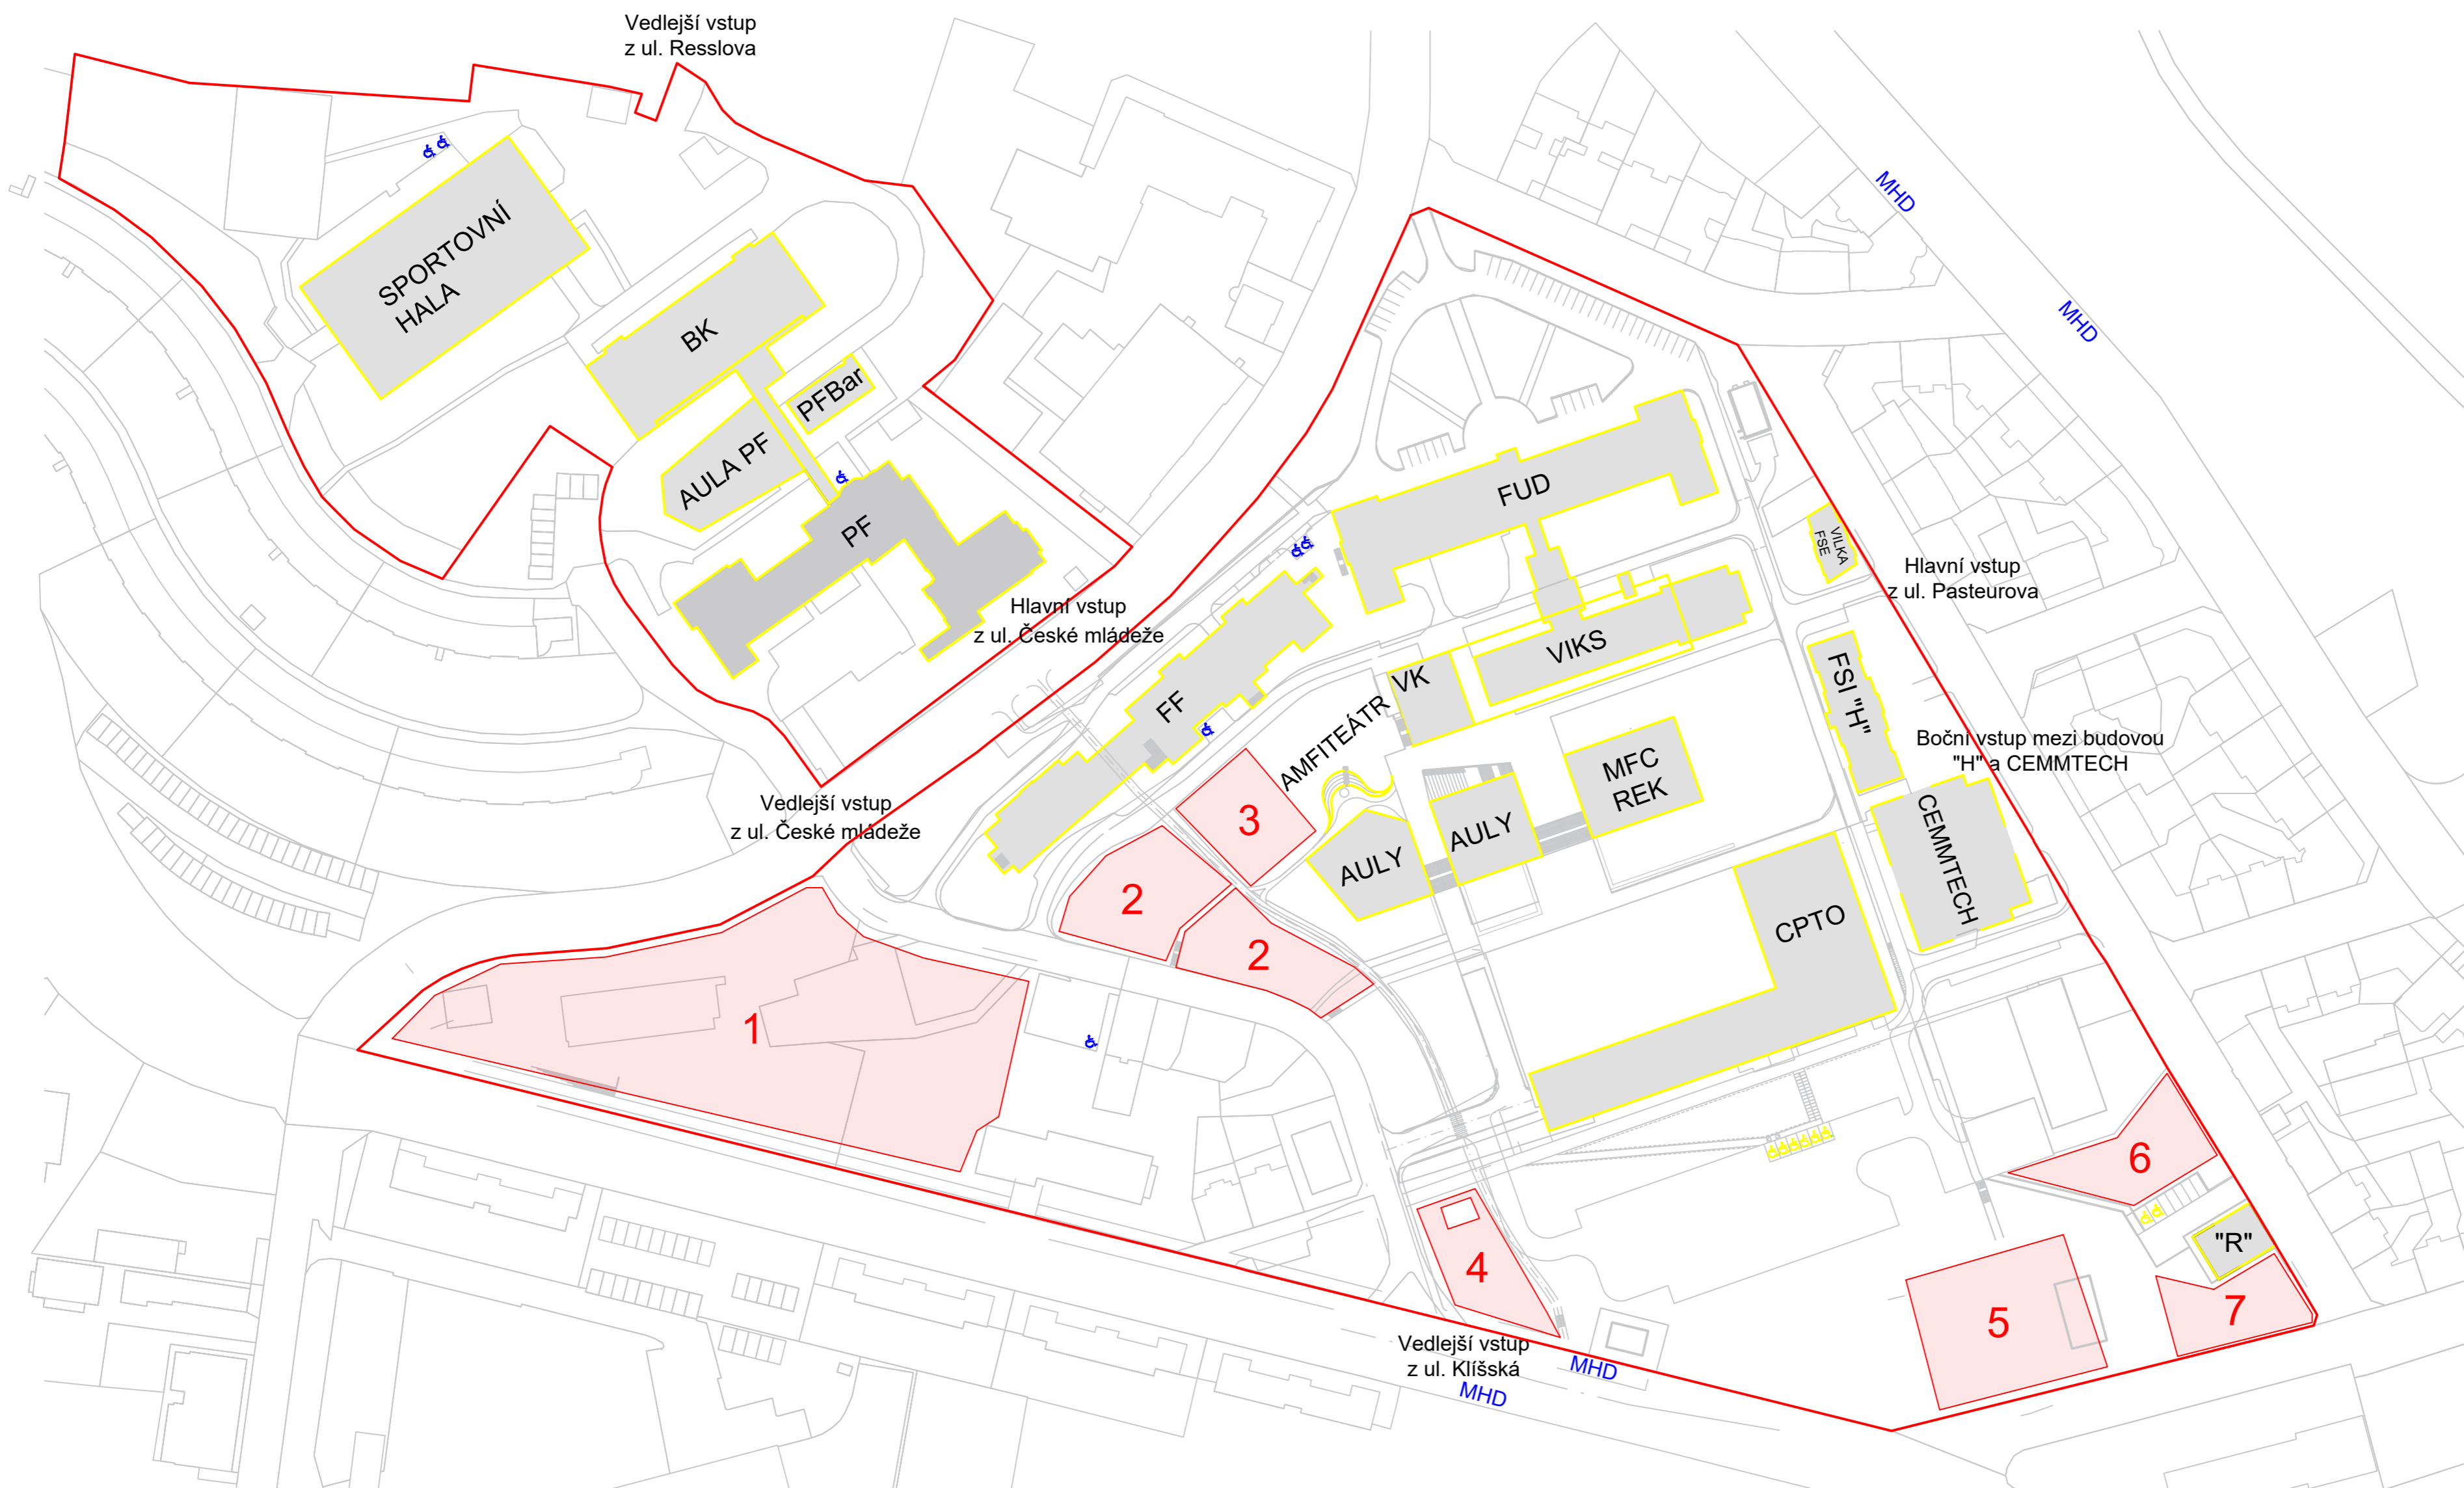 Vedlejší vstup
z ul. Resslova
MHD
MHD
SPORTOVNÍ
HALA
BK
PFBar
AULA PF
PF
FUD
VILKA
FSE
Hlavní vstup
z ul. Pasteurova
Hlavní vstup
z ul. České mládeže
VIKS
VK
FF
FSI "H"
AMFITEÁTR
MFC
REK
Boční vstup mezi budovou
"H" a CEMMTECH
Vedlejší vstup
z ul. České mládeže
3
AULY
AULY
CEMMTECH
2
2
CPTO
1
6
"R"
4
5
7
Vedlejší vstup
z ul. Klíšská
MHD
MHD